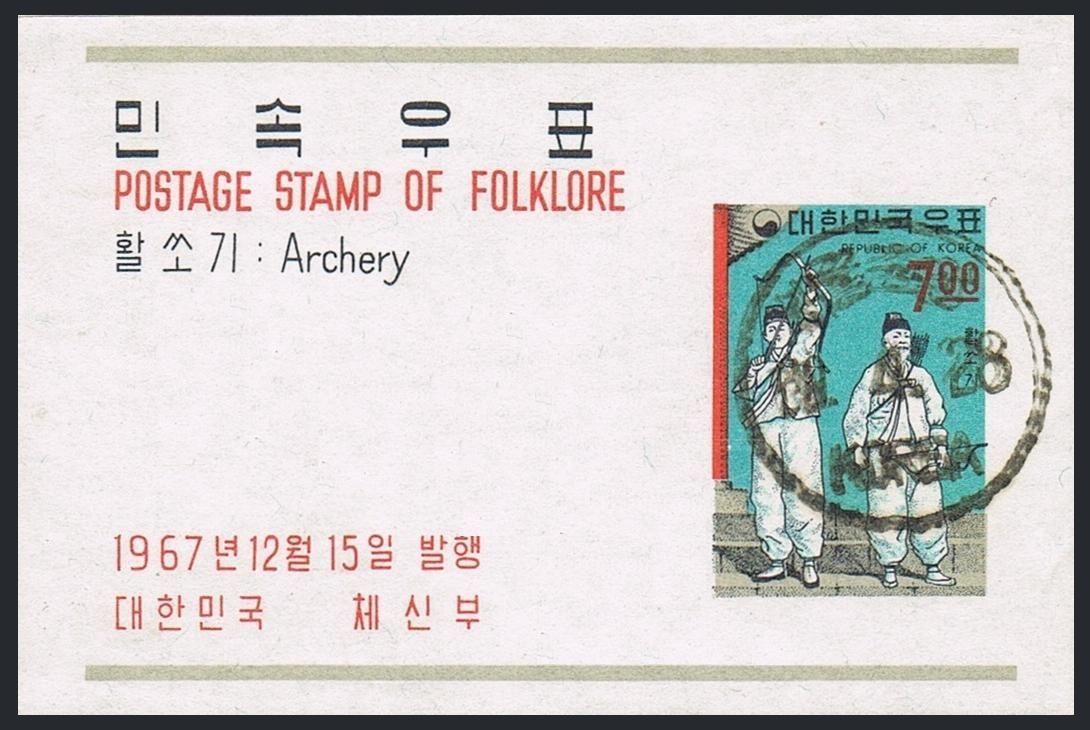 민속우표
POSTAGE STAMP OF FOLKLORE
활쏘기 : Archery
대한민국우표
REPUBLIC OF KOREA
7 00
활쏘기
28
KOREA
1967년 12월 15일 발행
대한민국 체신부